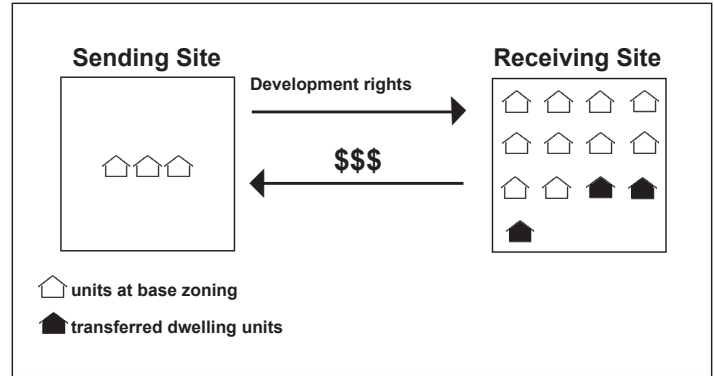 Sending Site
Receiving Site
Development rights
$$$
units at base zoning
transferred dwelling units